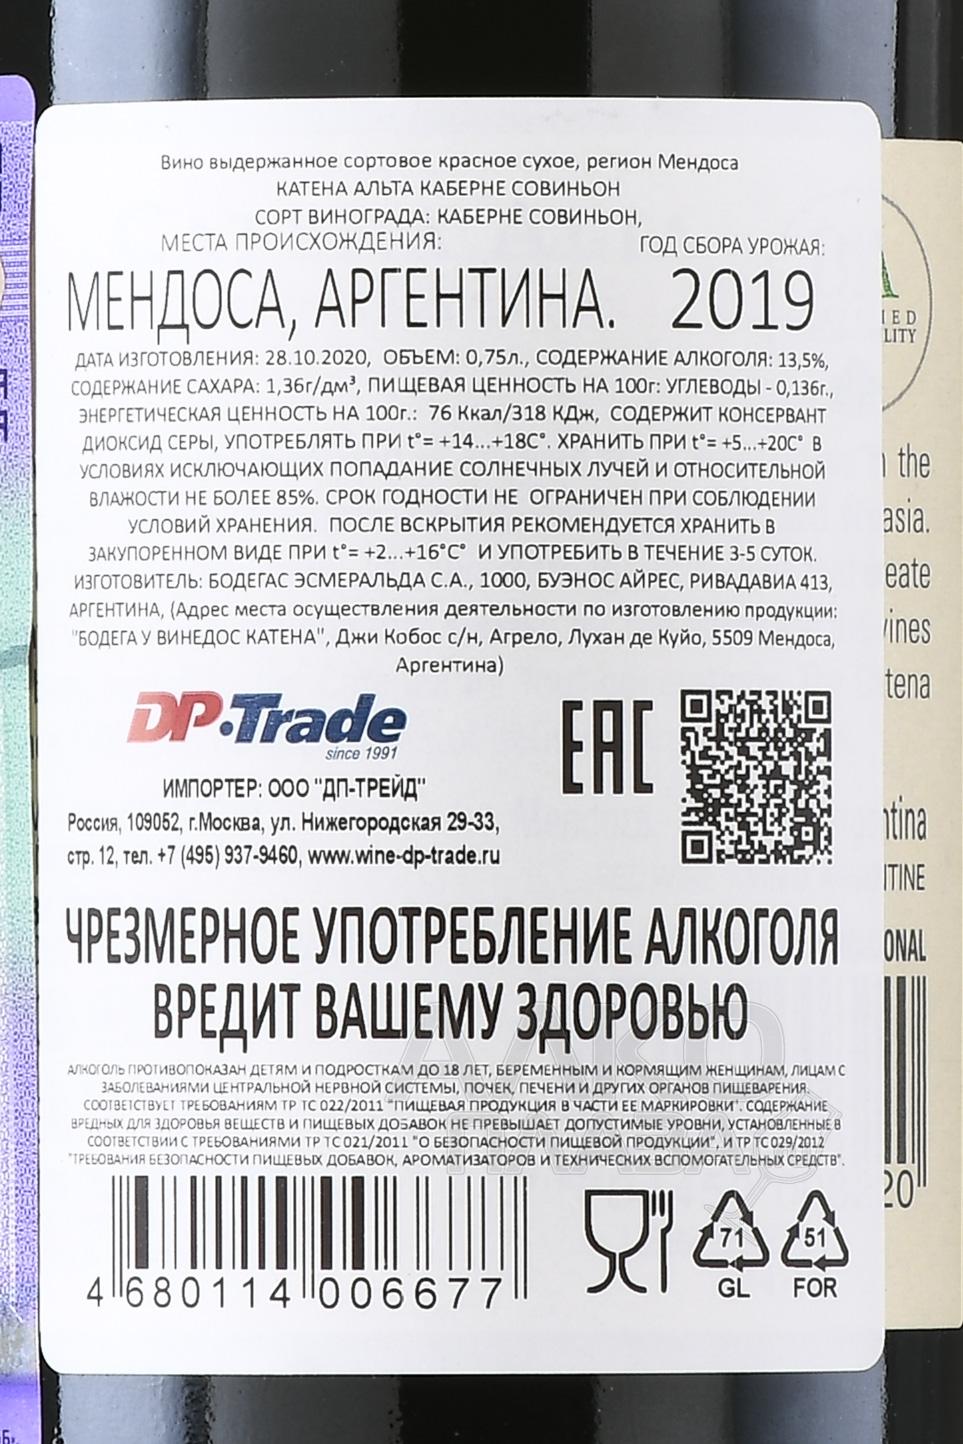 Вино выдержанное сортовое красное сухое, регион Мендоса
КАТЕНА АЛЬТА КАБЕРНЕ СОВИНЬОН
СОРТ ВИНОГРАДА: КАБЕРНЕ СОВИНЬОН,
МЕСТА ПРОИСХОЖДЕНИЯ: ГОД СБОРА УРОЖАЯ:
МЕНДОСА, АРГЕНТИНА. 2019
ДАТА ИЗГОТОВЛЕНИЯ: 28.10.2020, ОБЪЕМ: 0,75л., СОДЕРЖАНИЕ АЛКОГОЛЯ: 13,5%,
СОДЕРЖАНИЕ САХАРА: 1,36г/дм³, ПИЩЕВАЯ ЦЕННОСТЬ НА 100г: УГЛЕВОДЫ - 0,136г.,
ЭНЕРГЕТИЧЕСКАЯ ЦЕННОСТЬ НА 100г.: 76 Ккал/318 КДж, СОДЕРЖИТ КОНСЕРВАНТ
ДИОКСИД СЕРЫ, УПОТРЕБЛЯТЬ ПРИ t°= +14...+18С°. ХРАНИТЬ ПРИ t°= +5...+20С° В
УСЛОВИЯХ ИСКЛЮЧАЮЩИХ ПОПАДАНИЕ СОЛНЕЧНЫХ ЛУЧЕЙ И ОТНОСИТЕЛЬНОЙ
ВЛАЖОСТИ НЕ БОЛЕЕ 85%. СРОК ГОДНОСТИ НЕ ОГРАНИЧЕН ПРИ СОБЛЮДЕНИИ
УСЛОВИЙ ХРАНЕНИЯ. ПОСЛЕ ВСКРЫТИЯ РЕКОМЕНДУЕТСЯ ХРАНИТЬ В
ЗАКУПОРЕННОМ ВИДЕ ПРИ t°= +2...+16°С° И УПОТРЕБИТЬ В ТЕЧЕНИЕ 3-5 СУТОК.
ИЗГОТОВИТЕЛЬ: БОДЕГАС ЭСМЕРАЛЬДА С.А., 1000, БУЭНОС АЙРЕС, РИВАДАВИА 413,
АРГЕНТИНА, (Адрес места осуществления деятельности по изготовлению продукции:
"БОДЕГА У ВИНЕДОС КАТЕНА", Джи Кобос с/н, Агрело, Лухан де Куйо, 5509 Мендоса,
Аргентина)
DP·Trade
since 1991
EAC
ИМПОРТЕР: ООО "ДП-ТРЕЙД"
Россия, 109052, г.Москва, ул. Нижегородская 29-33,
стр. 12, тел. +7 (495) 937-9460, www.wine-dp-trade.ru
ЧРЕЗМЕРНОЕ УПОТРЕБЛЕНИЕ АЛКОГОЛЯ
ВРЕДИТ ВАШЕМУ ЗДОРОВЬЮ
АЛКОГОЛЬ ПРОТИВОПОКАЗАН ДЕТЯМ И ПОДРОСТКАМ ДО 18 ЛЕТ, БЕРЕМЕННЫМ И КОРМЯЩИМ ЖЕНЩИНАМ, ЛИЦАМ С
ЗАБОЛЕВАНИЯМИ ЦЕНТРАЛЬНОЙ НЕРВНОЙ СИСТЕМЫ, ПОЧЕК, ПЕЧЕНИ И ДРУГИХ ОРГАНОВ ПИЩЕВАРЕНИЯ.
СООТВЕТСТВУЕТ ТРЕБОВАНИЯМ ТР ТС 022/2011 "ПИЩЕВАЯ ПРОДУКЦИЯ В ЧАСТИ ЕЕ МАРКИРОВКИ". СОДЕРЖАНИЕ
ВРЕДНЫХ ДЛЯ ЗДОРОВЬЯ ВЕЩЕСТВ И ПИЩЕВЫХ ДОБАВОК НЕ ПРЕВЫШАЕТ ДОПУСТИМЫЕ УРОВНИ, УСТАНОВЛЕННЫЕ В
СООТВЕТСТВИИ С ТРЕБОВАНИЯМИ ТР ТС 021/2011 "О БЕЗОПАСНОСТИ ПИЩЕВОЙ ПРОДУКЦИИ", И ТР ТС 029/2012
"ТРЕБОВАНИЯ БЕЗОПАСНОСТИ ПИЩЕВЫХ ДОБАВОК, АРОМАТИЗАТОРОВ И ТЕХНИЧЕСКИХ ВСПОМОГАТЕЛЬНЫХ СРЕДСТВ".
4 680114 006677
71 51
GL FOR
the
asia.
eate
ines
tena
ntina
TINE
ONAL
20